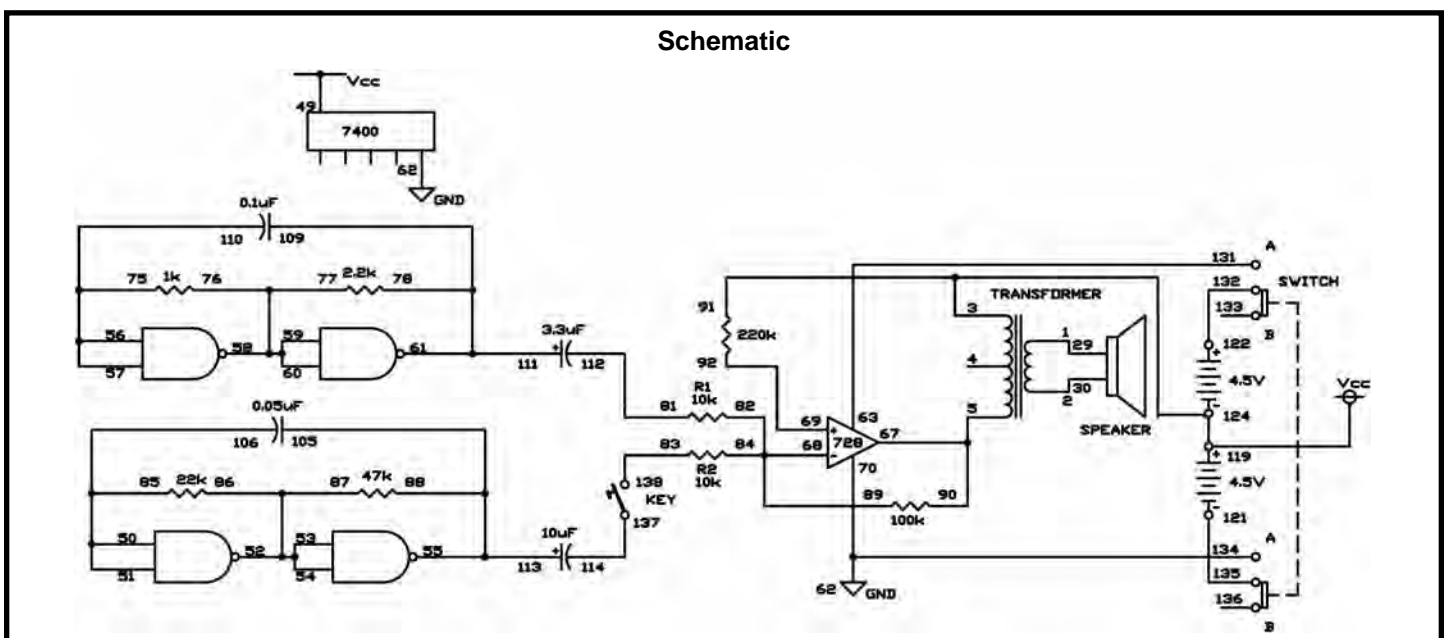 Schematic
Vcc
49
7400
62
GND
0.1uF
110 109
75 1k 76 77 2.2k 78
56 57 58 59 60 61
3.3uF
111 112
0.05uF
106 105
85 22k 86 87 47k 88
50 51 52 53 54 55
10uF
113 114
138 KEY
137
R1
81 10k 82
83 84
R2
10k
91
220k
92
69 63
68 728 67
70
89 90
100k
62 GND
TRANSFORMER
3
4
5
1
29
30
2
SPEAKER
131 A
132 SWITCH
133
B
122
4.5V
124
Vcc
119
4.5V
121
134 A
135
136
B